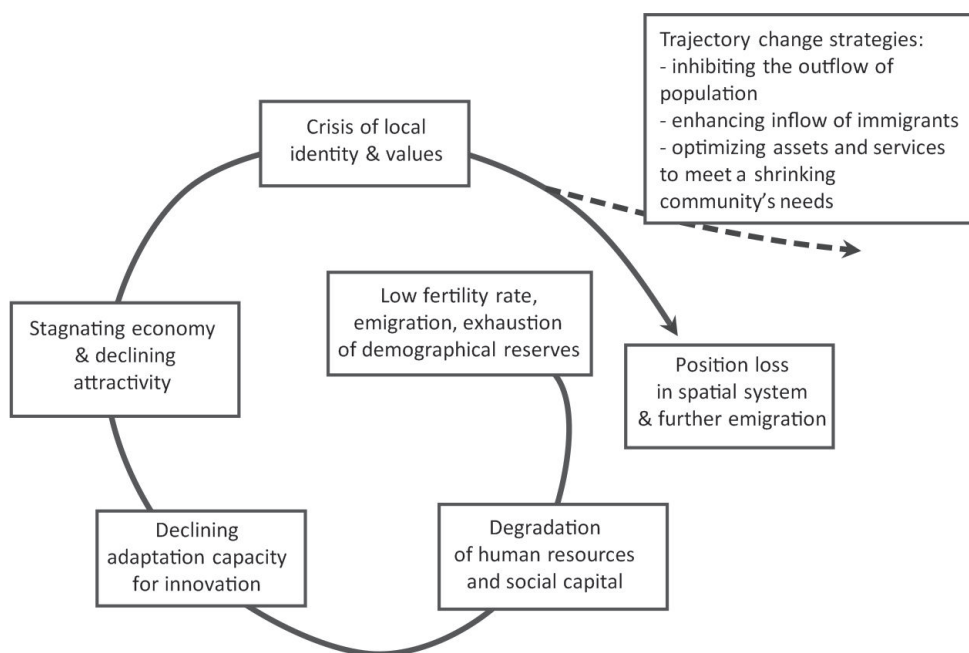 Trajectory change strategies:
- inhibiting the outflow of
population
- enhancing inflow of immigrants
- optimizing assets and services
to meet a shrinking
community's needs
Crisis of local
identity & values
Low fertility rate,
emigration, exhaustion
of demographical reserves
Stagnating economy
& declining
attractivity
Position loss
in spatial system
& further emigration
Declining
adaptation capacity
for innovation
Degradation
of human resources
and social capital